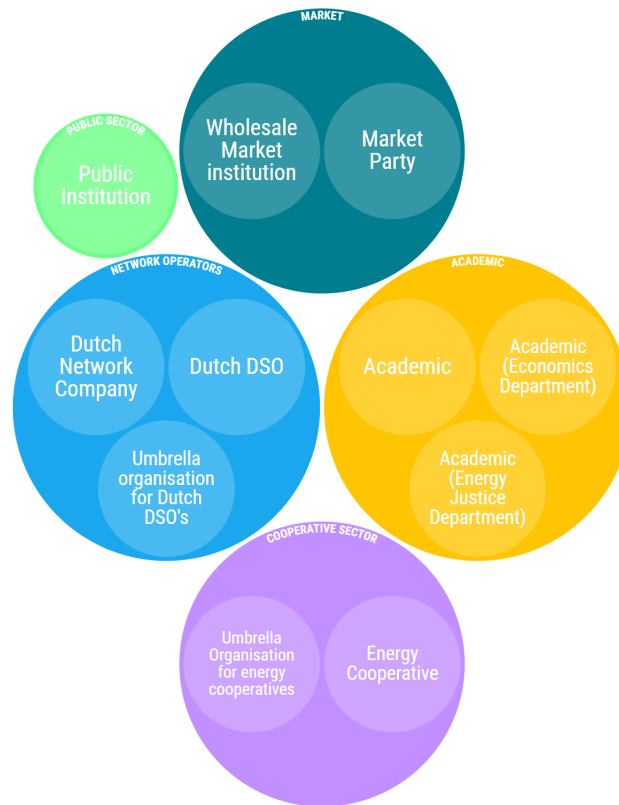 MARKET
Wholesale
Market
institution
Market
Party
PUBLIC SECTOR
Public
Institution
NETWORK OPERATORS
Dutch
Network
Company
Dutch DSO
Umbrella
organisation
for Dutch
DSO's
ACADEMIC
Academic
Academic
(Economics
Department)
Academic
(Energy
Justice
Department)
COOPERATIVE SECTOR
Umbrella
Organisation
for energy
cooperatives
Energy
Cooperative